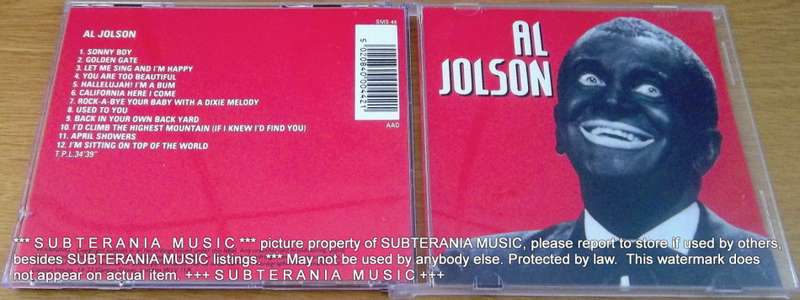 AL JOLSON
SMS 44
1. SONNY BOY
2. GOLDEN GATE
3. LET ME SING AND I'M HAPPY
4. YOU ARE TOO BEAUTIFUL
5. HALLELUJAH! I'M A BUM
6. CALIFORNIA HERE I COME
7. ROCK-A-BYE YOUR BABY WITH A DIXIE MELODY
8. USED TO YOU
9. BACK IN YOUR OWN BACK YARD
10. I'D CLIMB THE HIGHEST MOUNTAIN (IF I KNEW I'D FIND YOU)
11. APRIL SHOWERS
12. I'M SITTING ON TOP OF THE WORLD
T.P.L.34'39"
5 020840 004421
AAD
AL
JOLSON
*** S U B T E R A N I A   M U S I C *** picture property of SUBTERANIA MUSIC, please report to store if used by others,
besides SUBTERANIA MUSIC listings. *** May not be used by anybody else. Protected by law.  This watermark does
not appear on actual item. +++ S U B T E R A N I A   M U S I C +++